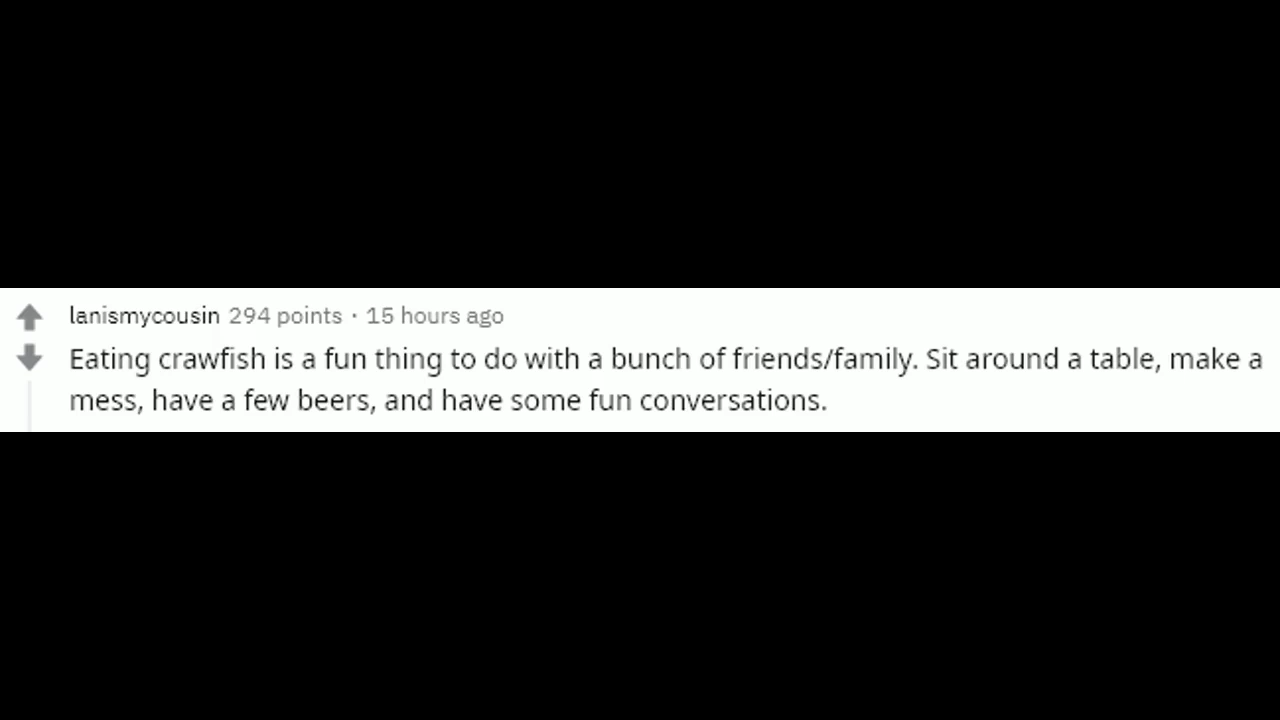 lanismycousin 294 points · 15 hours ago
Eating crawfish is a fun thing to do with a bunch of friends/family. Sit around a table, make a
mess, have a few beers, and have some fun conversations.